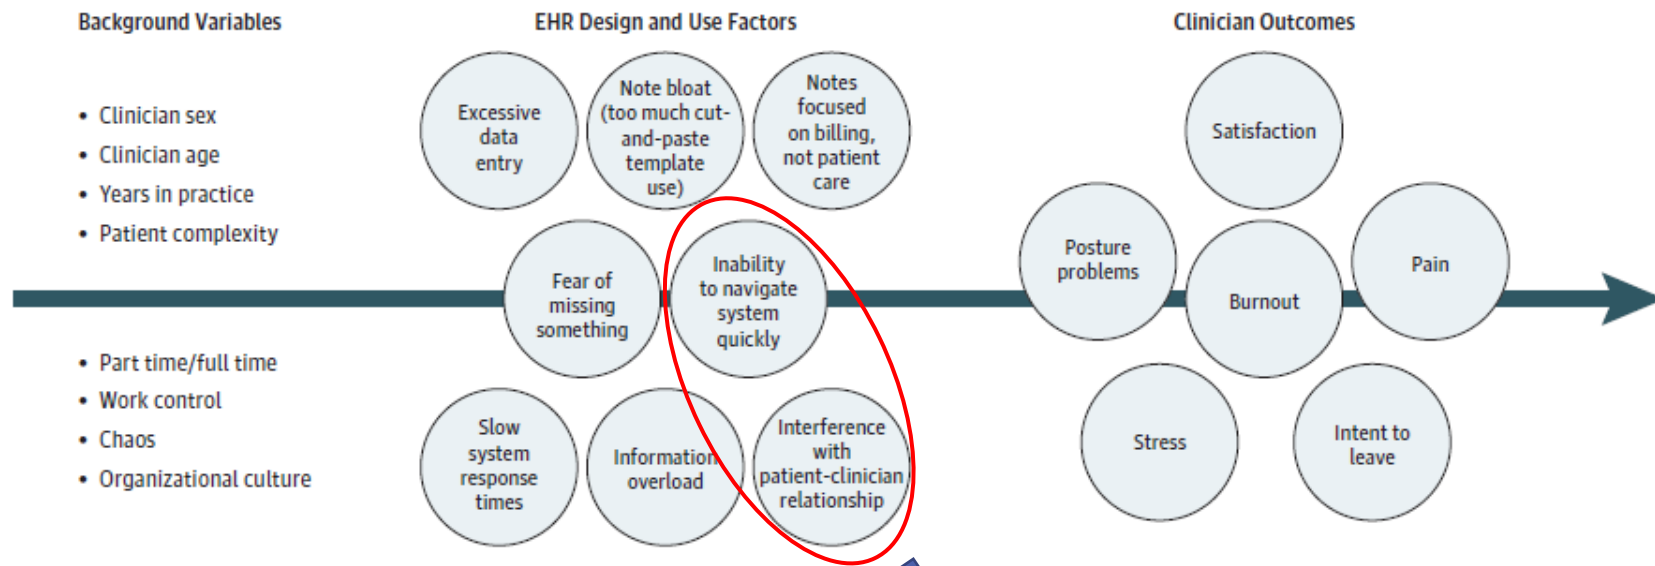 Background Variables
EHR Design and Use Factors
Clinician Outcomes
• Clinician sex
• Clinician age
• Years in practice
• Patient complexity
• Part time/full time
• Work control
• Chaos
• Organizational culture
Excessive
data
entry
Note bloat
(too much cut-
and-paste
template
use)
Notes
focused
on billing,
not patient
care
Fear of
missing
something
Inability
to navigate
system
quickly
Slow
system
response
times
Information
overload
Interference
with
patient-clinician
relationship
Satisfaction
Posture
problems
Burnout
Pain
Stress
Intent to
leave